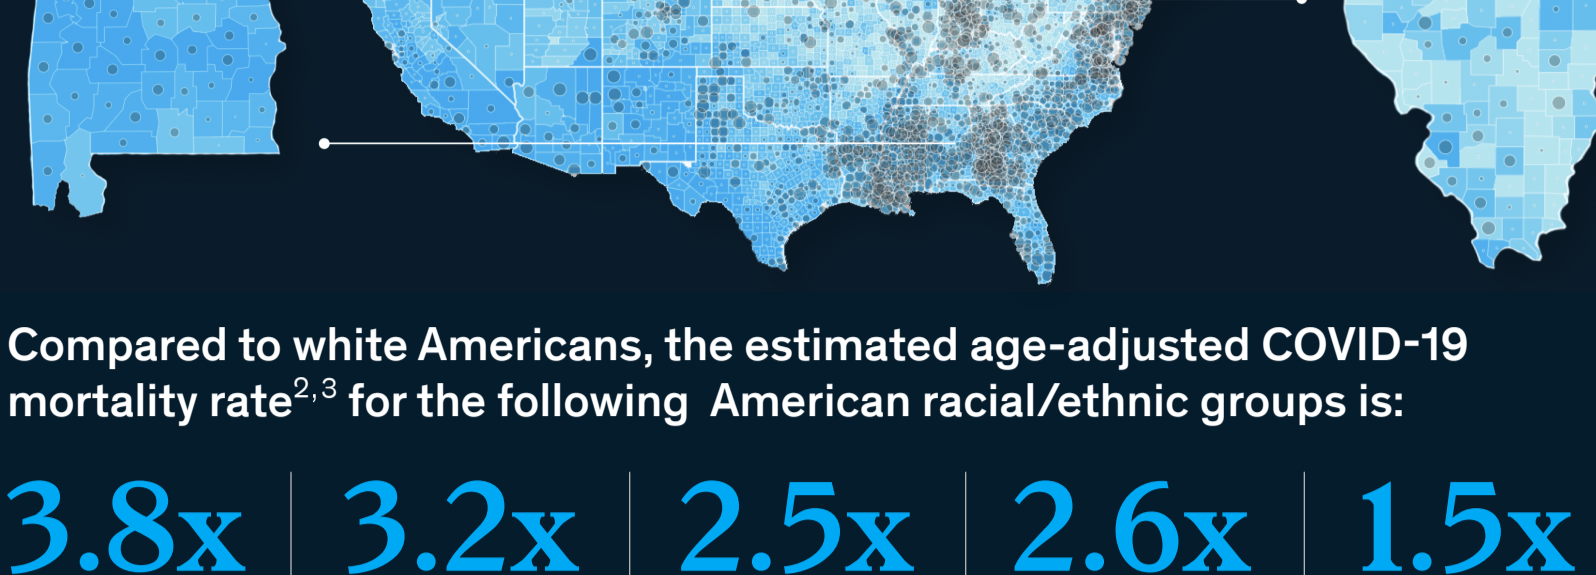 Compared to white Americans, the estimated age-adjusted COVID-19
mortality rate2,3 for the following American racial/ethnic groups is:
3.8x 3.2x 2.5x 2.6x 1.5x